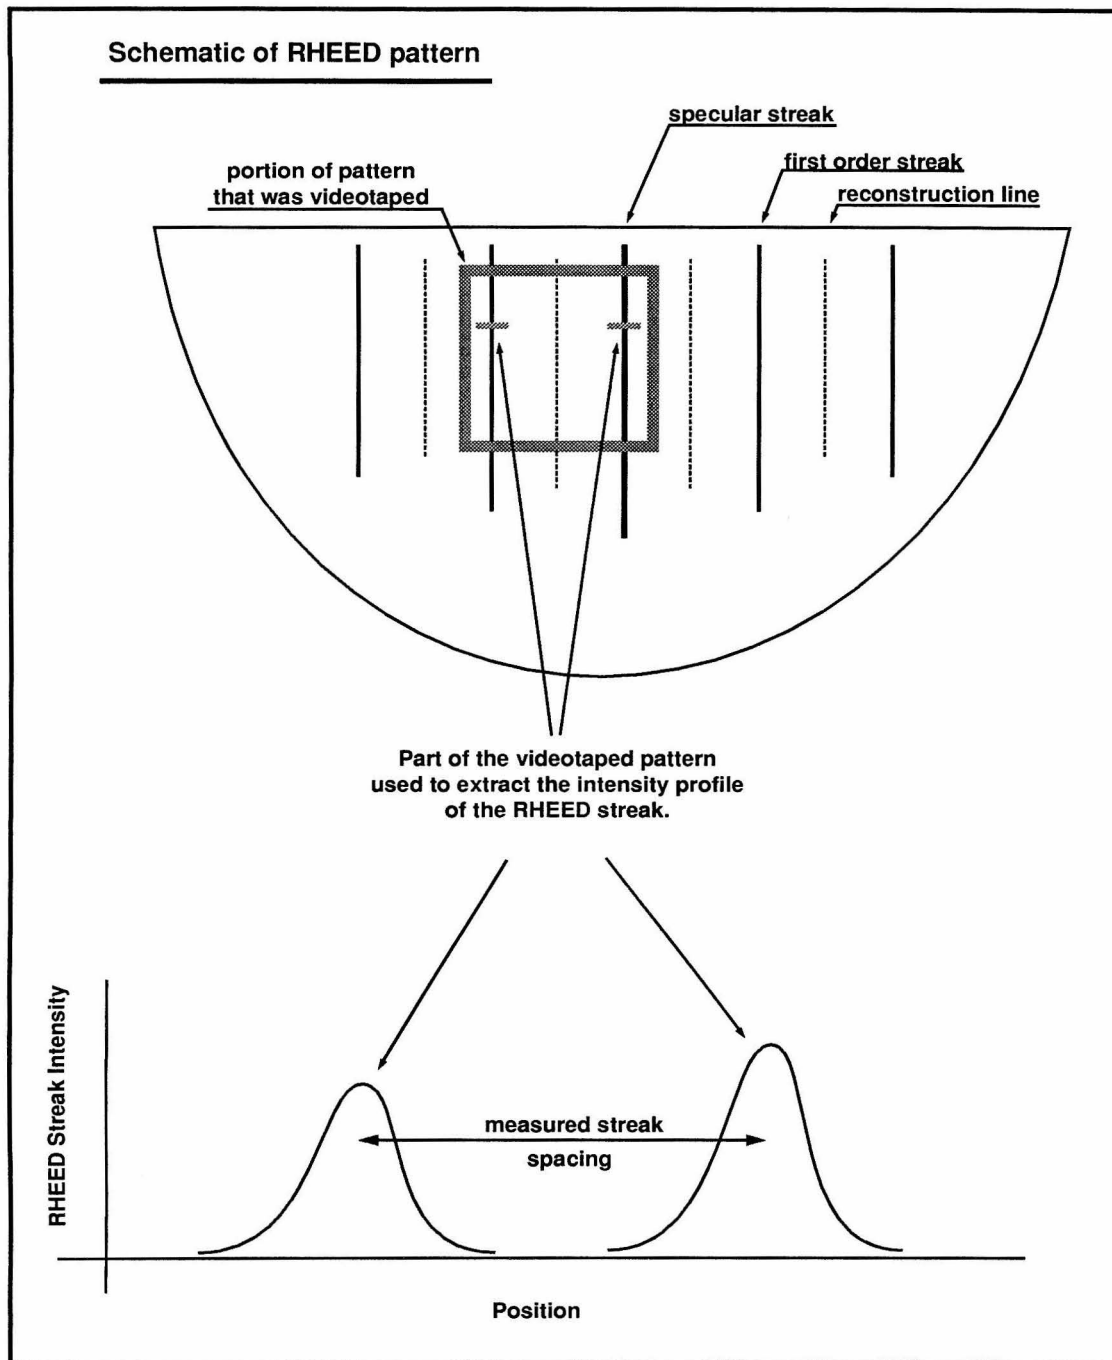 Schematic of RHEED pattern
specular streak
first order streak
reconstruction line
portion of pattern
that was videotaped
Part of the videotaped pattern
used to extract the intensity profile
of the RHEED streak.
RHEED Streak Intensity
measured streak
spacing
Position